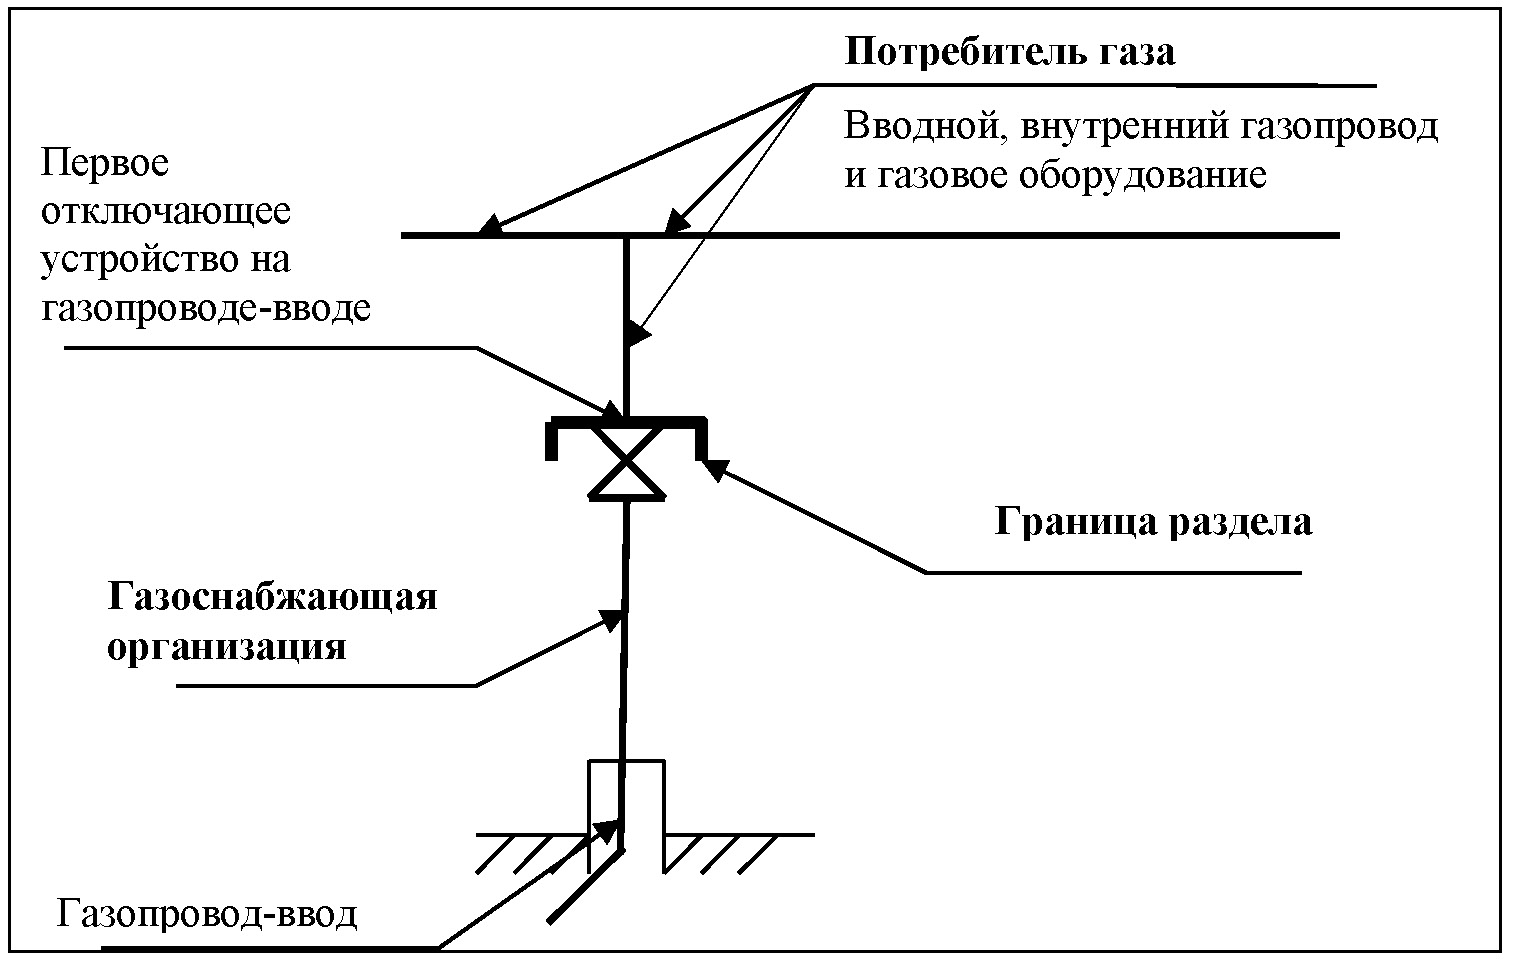 Потребитель газа
Вводной, внутренний газопровод
и газовое оборудование
Первое
отключающее
устройство на
газопроводе-вводе
Граница раздела
Газоснабжающая
организация
Газопровод-ввод